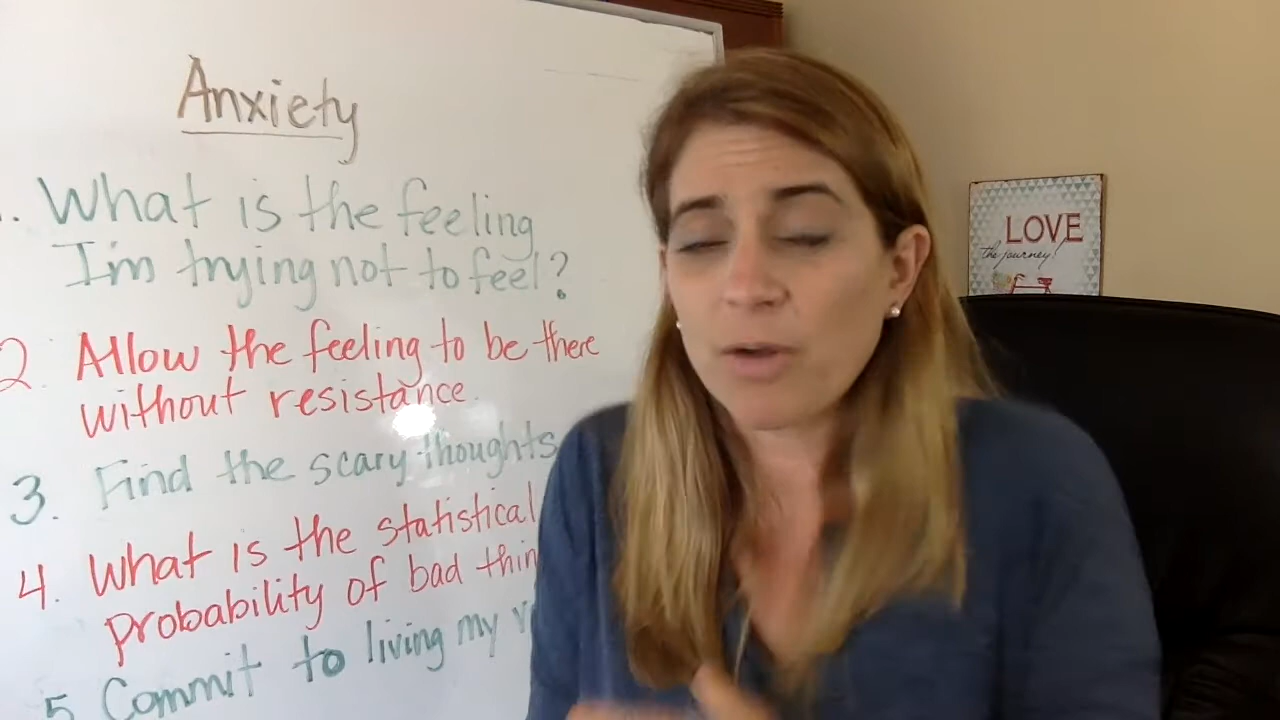 Anxiety
. What is the feeling
I'm trying not to feel?
2. Allow the feeling to be there
without resistance.
3. Find the scary thoughts
4. What is the statistical
probability of bad
5. Commit to living my
LOVE
the journey!